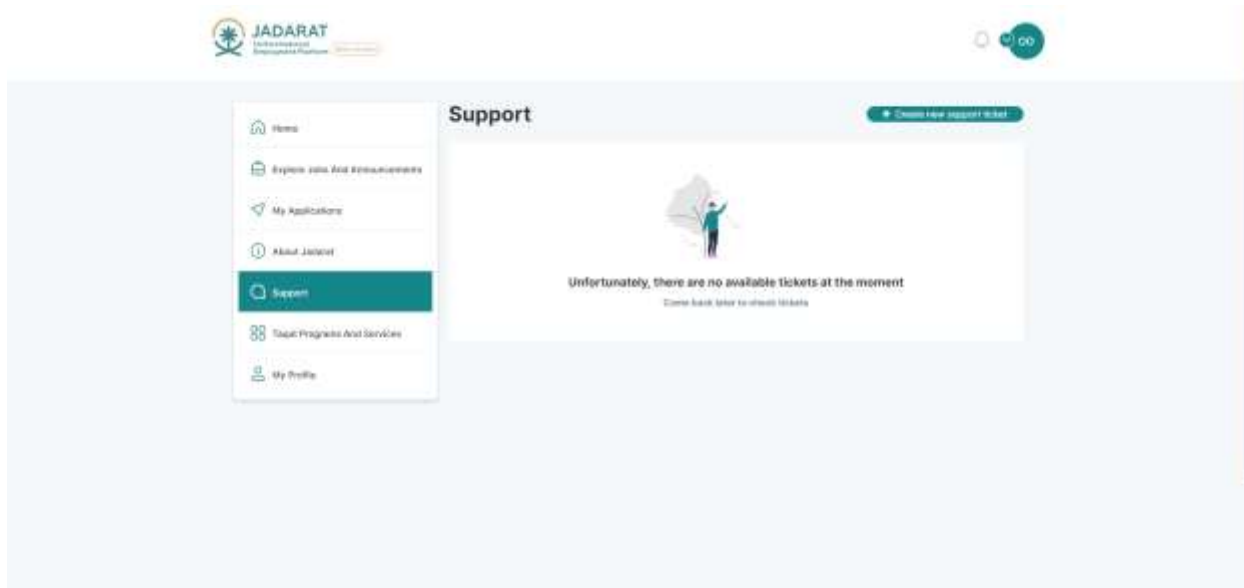 JADARAT
Home
Explore Jobs And Announcements
My Applications
About Jadarat
Support
Taqat Programs And Services
My Profile
Support
+ Create new support ticket
Unfortunately, there are no available tickets at the moment
Come back later to check tickets